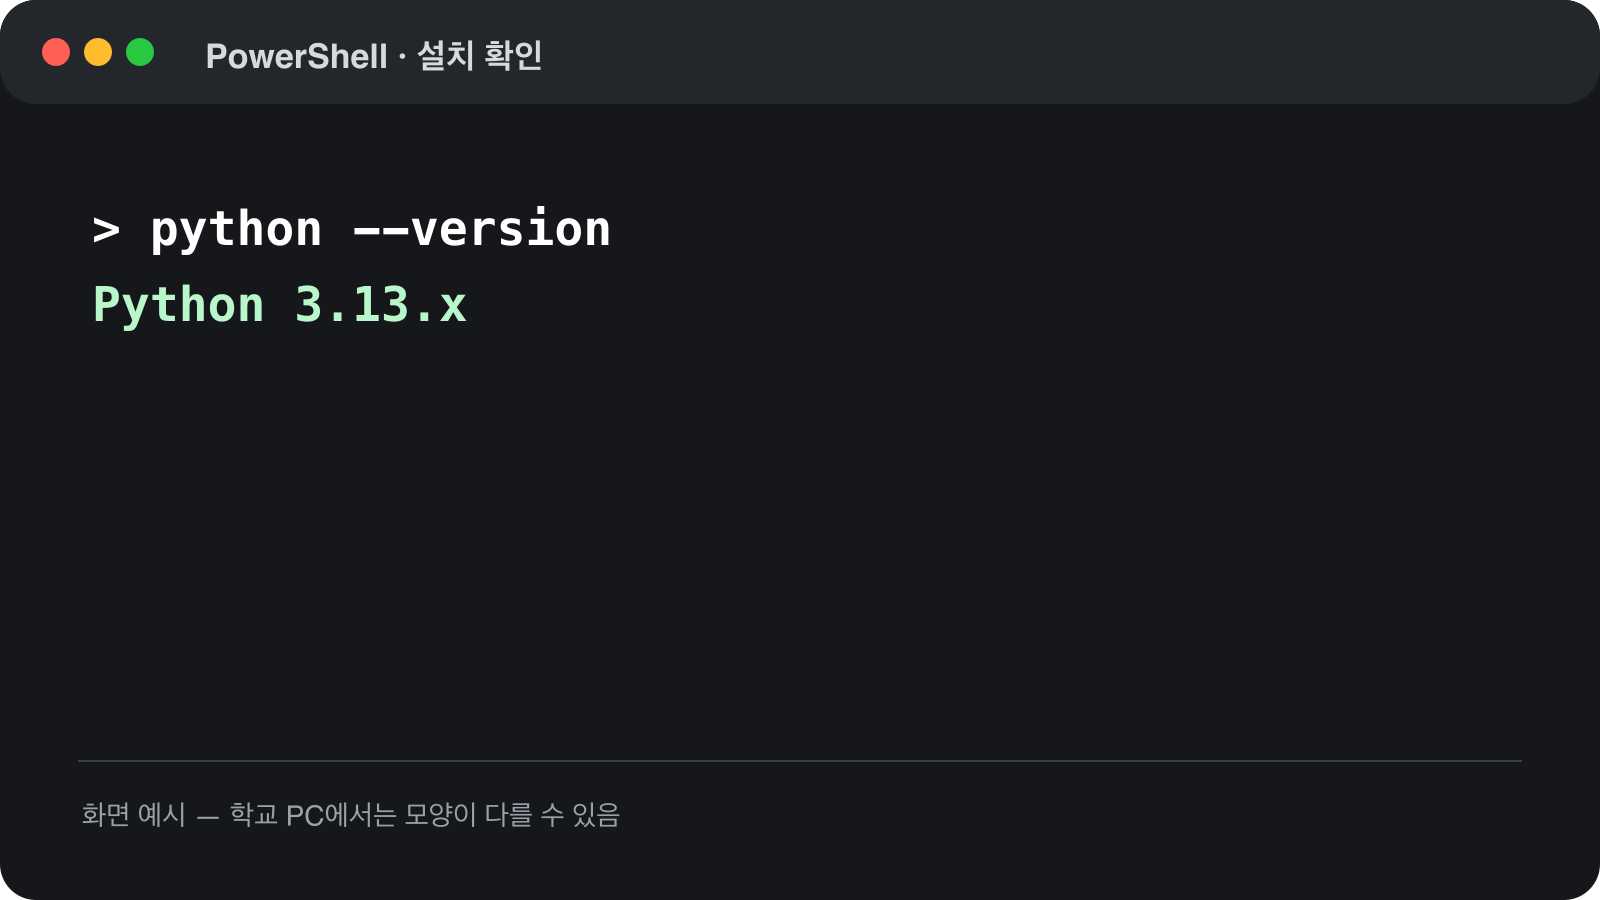 PowerShell · 설치 확인
> python --version
Python 3.13.x
화면 예시 — 학교 PC에서는 모양이 다를 수 있음